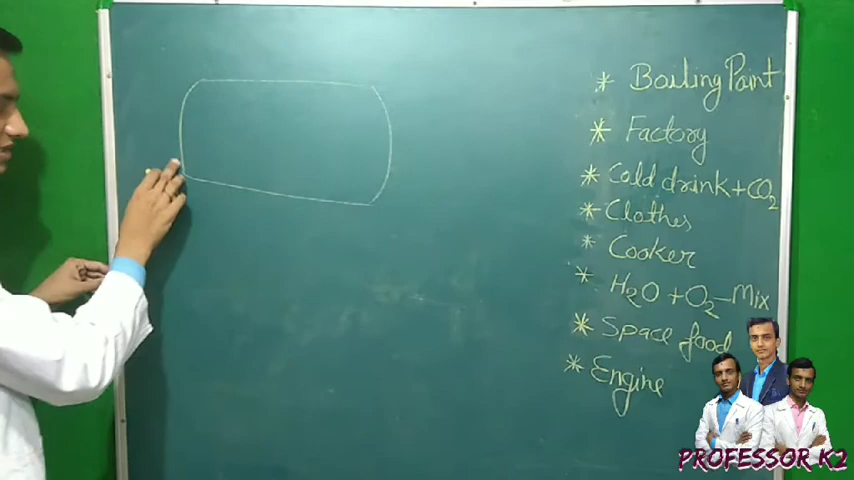 * Boiling Point
* Factory
* Cold drink + CO2
* Clothes
* Cooker
* H2O + O2 - Mix
* Space food
* Engine
PROFESSOR K2